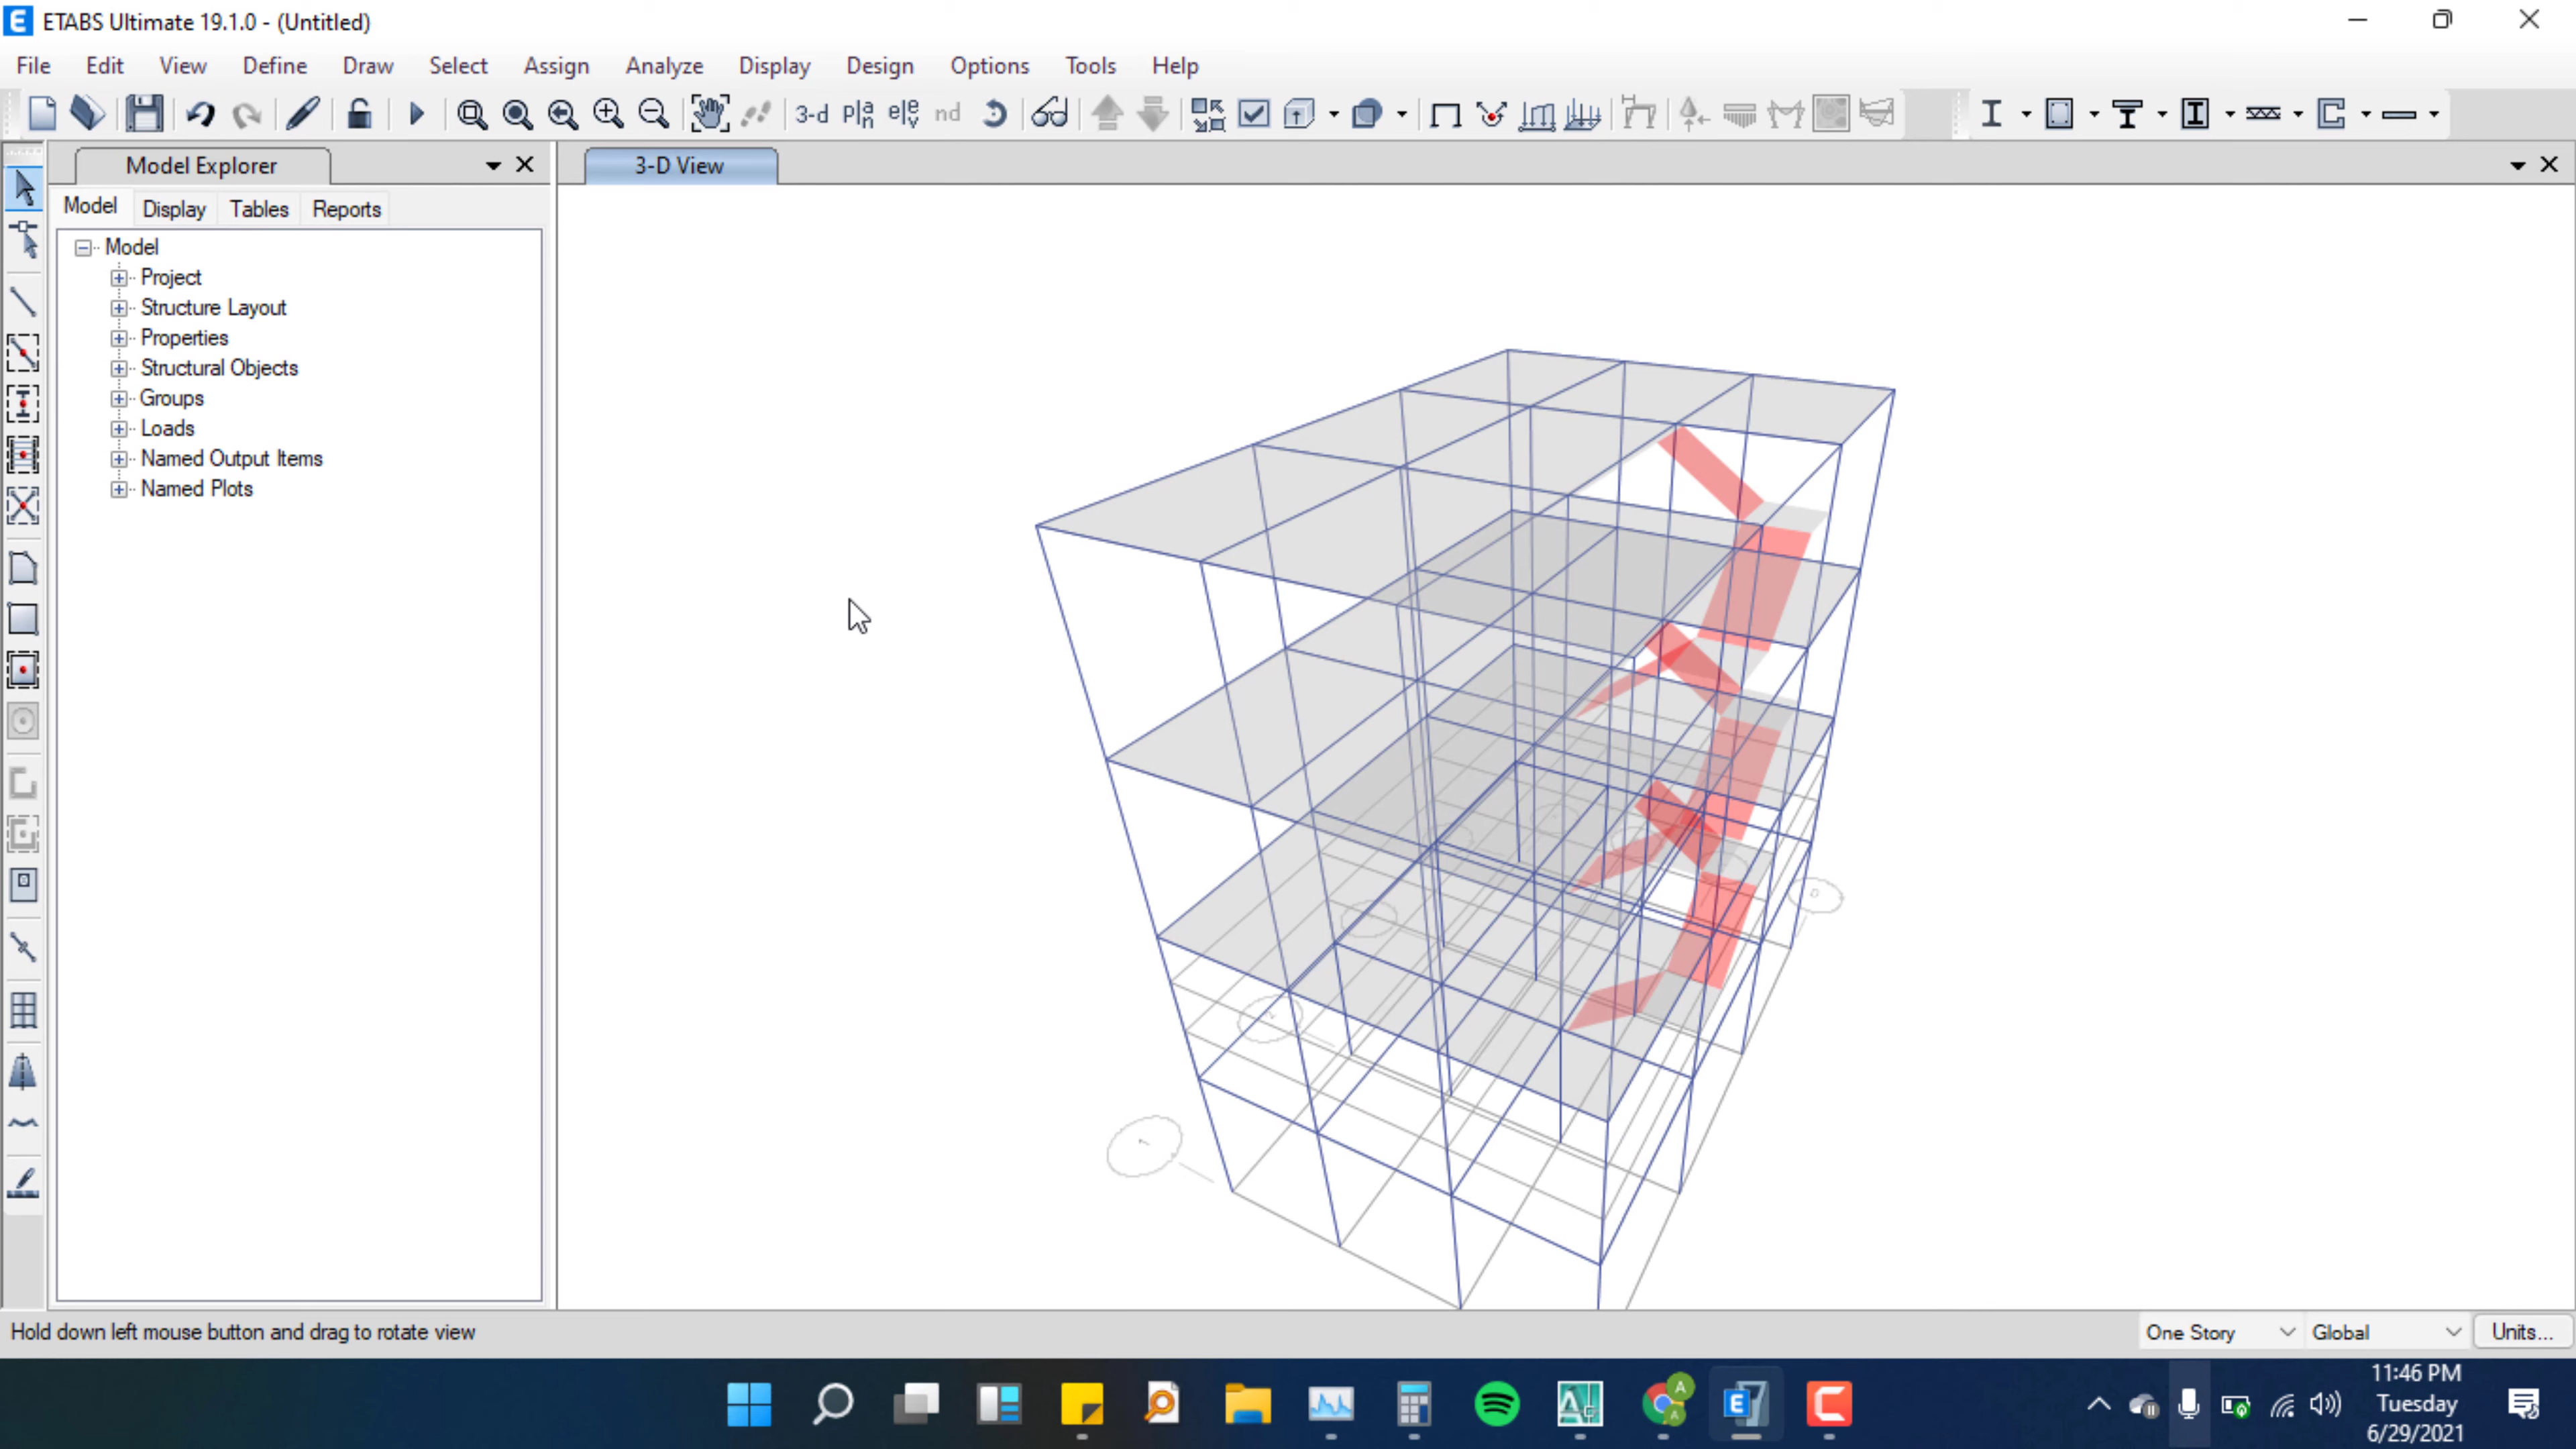 ETABS Ultimate 19.1.0 - (Untitled)
File Edit View Define Draw Select Assign Analyze Display Design Options Tools Help
3-d pla n ele v nd
Model Explorer
3-D View
Model Display Tables Reports
Model
Project
Structure Layout
Properties
Structural Objects
Groups
Loads
Named Output Items
Named Plots
Hold down left mouse button and drag to rotate view
One Story Global Units...
11:46 PM
Tuesday
6/29/2021